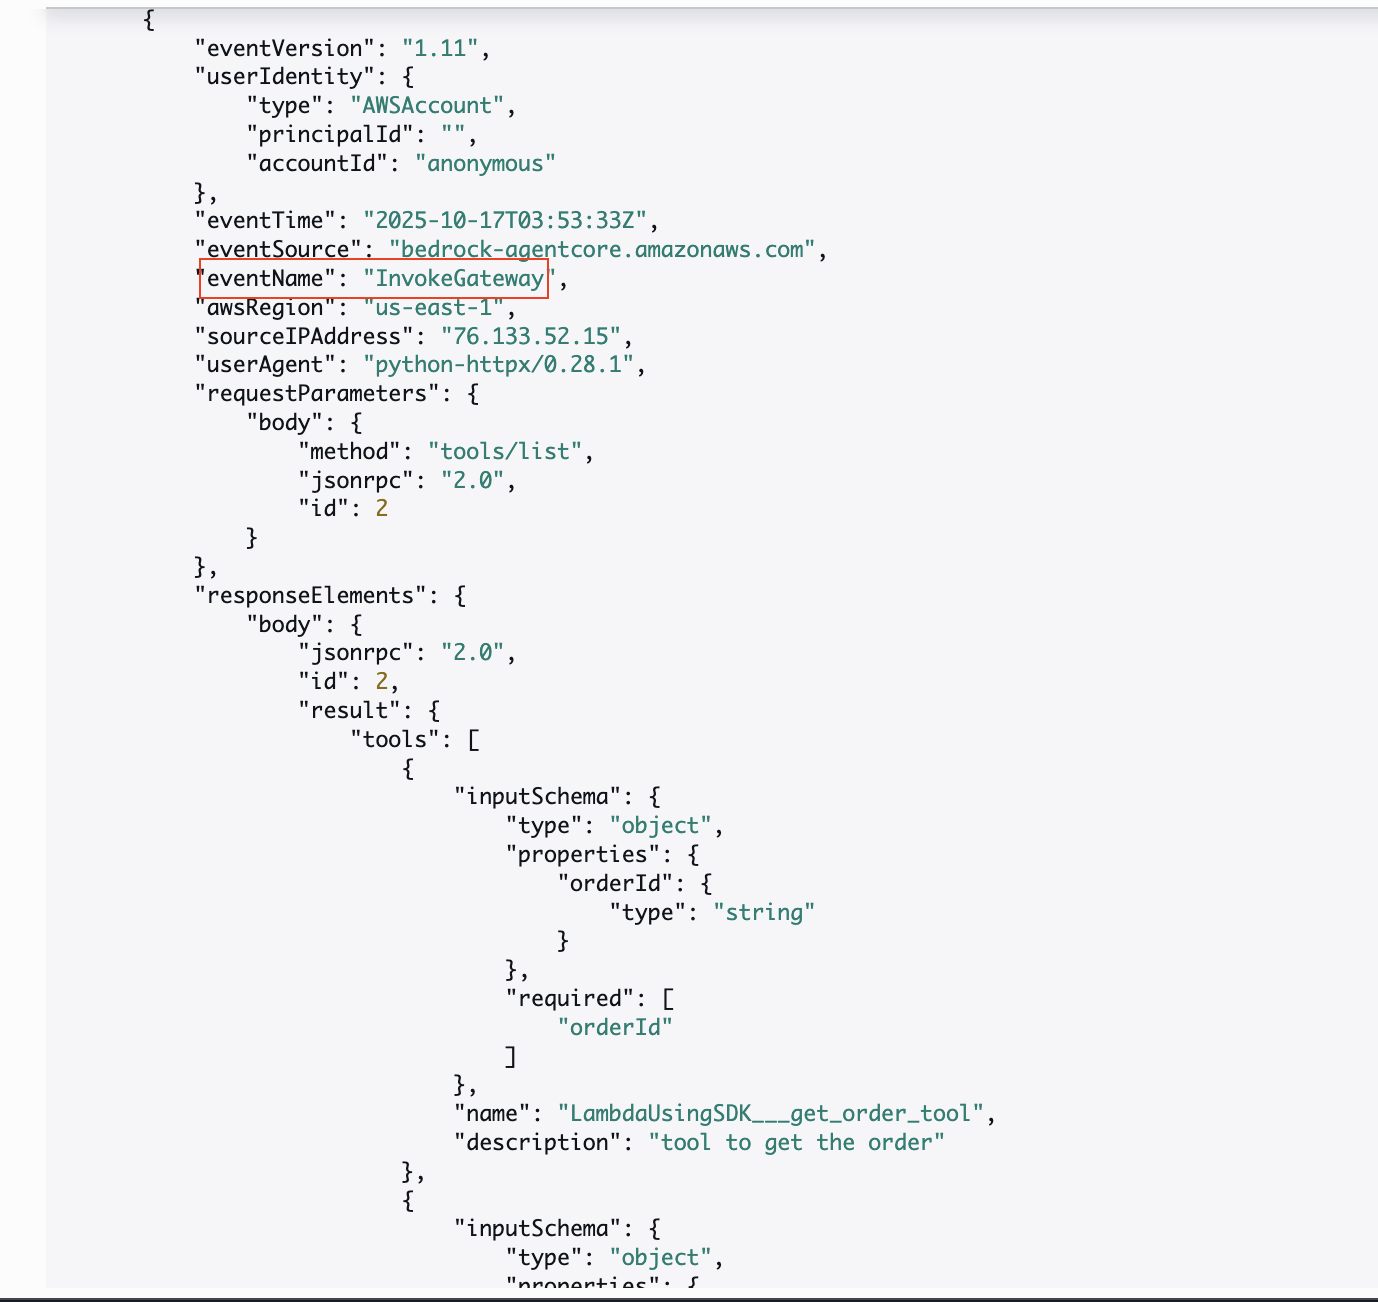 {
"eventVersion": "1.11",
"userIdentity": {
"type": "AWSAccount",
"principalId": "",
"accountId": "anonymous"
},
"eventTime": "2025-10-17T03:53:33Z",
"eventSource": "bedrock-agentcore.amazonaws.com",
"eventName": "InvokeGateway",
"awsRegion": "us-east-1",
"sourceIPAddress": "76.133.52.15",
"userAgent": "python-httpx/0.28.1",
"requestParameters": {
"body": {
"method": "tools/list",
"jsonrpc": "2.0",
"id": 2
}
},
"responseElements": {
"body": {
"jsonrpc": "2.0",
"id": 2,
"result": {
"tools": [
{
"inputSchema": {
"type": "object",
"properties": {
"orderId": {
"type": "string"
}
},
"required": [
"orderId"
]
},
"name": "LambdaUsingSDK___get_order_tool",
"description": "tool to get the order"
},
{
"inputSchema": {
"type": "object",
"properties": {